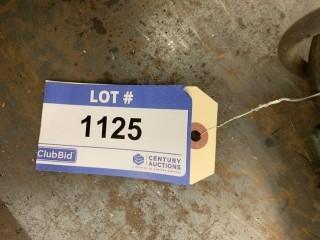 LOT #
1125
ClubBid
CENTURY
AUCTIONS